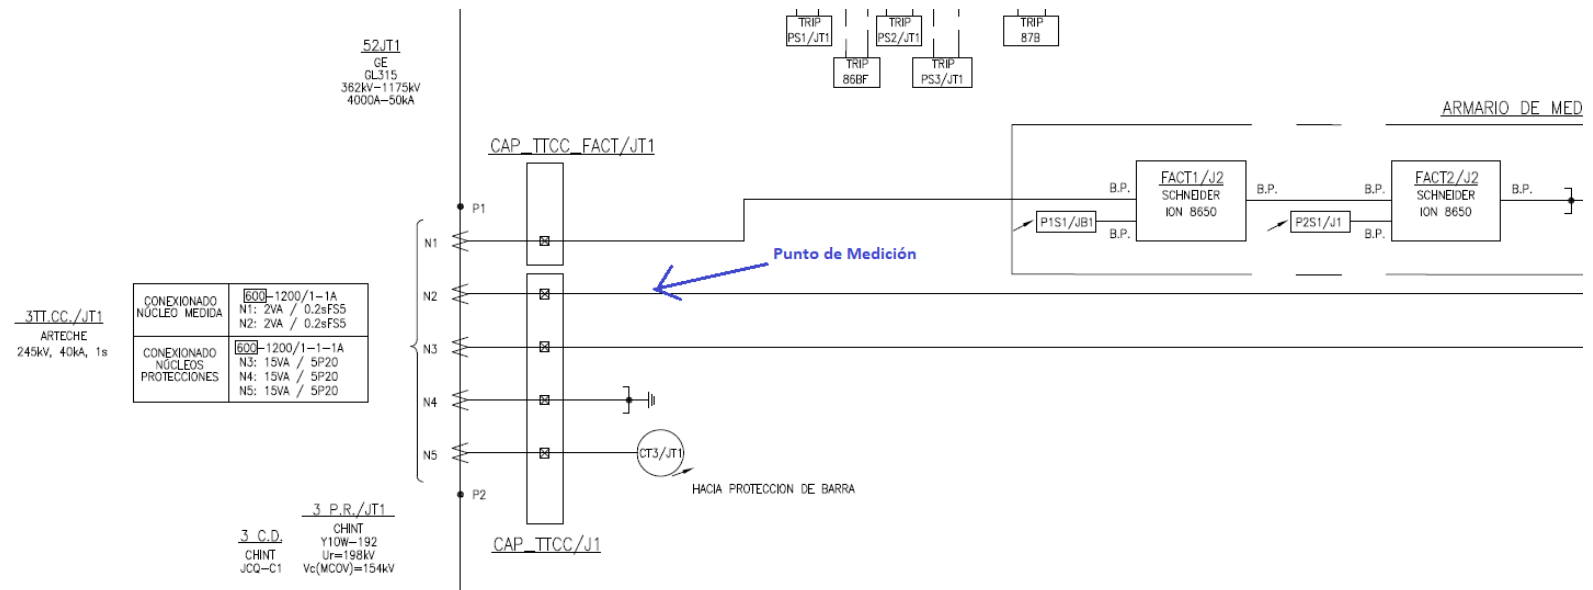 TRIP
PS1/JT1
TRIP
PS2/JT1
TRIP
87B
TRIP
86BF
TRIP
PS3/JT1
52JT1
GE
GL315
362kV-1175kV
4000A-50kA
ARMARIO DE MED
CAP_TTCC_FACT/JT1
P1
N1
B.P.
FACT1/J2
SCHNEIDER
ION 8650
B.P.
B.P.
FACT2/J2
SCHNEIDER
ION 8650
B.P.
P1S1/JB1
B.P.
P2S1/J1
B.P.
Punto de Medición
N2
3TT.CC./JT1
ARTECHE
245kV, 40kA, 1s
CONEXIONADO
NÚCLEO MEDIDA
600-1200/1-1A
N1: 2VA / 0.2sFS5
N2: 2VA / 0.2sFS5
CONEXIONADO
NÚCLEOS
PROTECCIONES
600-1200/1-1-1A
N3: 15VA / 5P20
N4: 15VA / 5P20
N5: 15VA / 5P20
N3
N4
N5
CT3/JT1
HACIA PROTECCION DE BARRA
P2
3 P.R./JT1
CHINT
Y10W-192
Ur=198kV
Vc(MCOV)=154kV
3 C.D.
CHINT
JCQ-C1
CAP_TTCC/J1